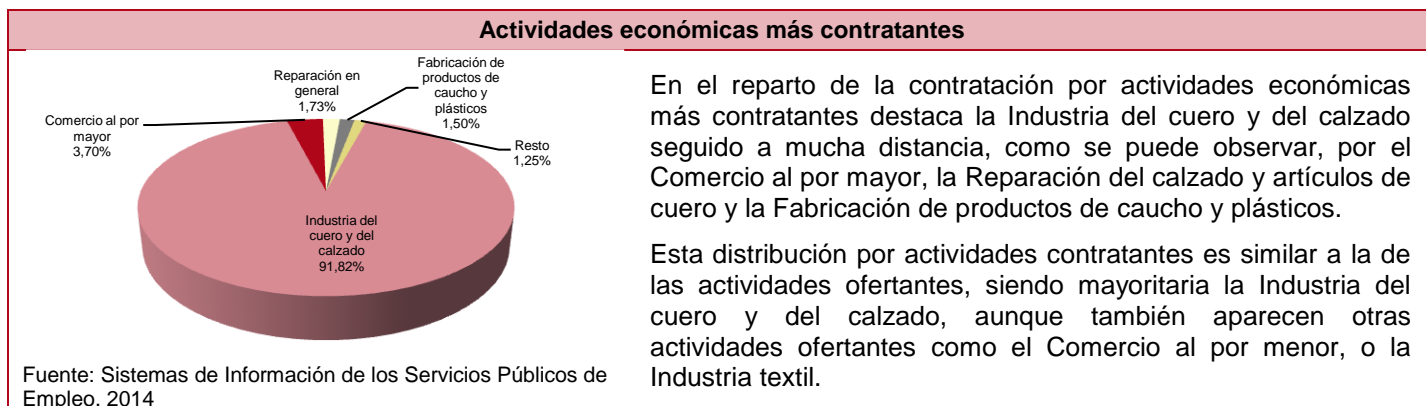 Actividades económicas más contratantes
Reparación en
general
1,73%
Fabricación de
productos de
caucho y
plásticos
1,50%
Comercio al por
mayor
3,70%
Resto
1,25%
Industria del
cuero y del
calzado
91,82%
Fuente: Sistemas de Información de los Servicios Públicos de
Empleo. 2014
En el reparto de la contratación por actividades económicas
más contratantes destaca la Industria del cuero y del calzado
seguido a mucha distancia, como se puede observar, por el
Comercio al por mayor, la Reparación del calzado y artículos de
cuero y la Fabricación de productos de caucho y plásticos.
Esta distribución por actividades contratantes es similar a la de
las actividades ofertantes, siendo mayoritaria la Industria del
cuero y del calzado, aunque también aparecen otras
actividades ofertantes como el Comercio al por menor, o la
Industria textil.